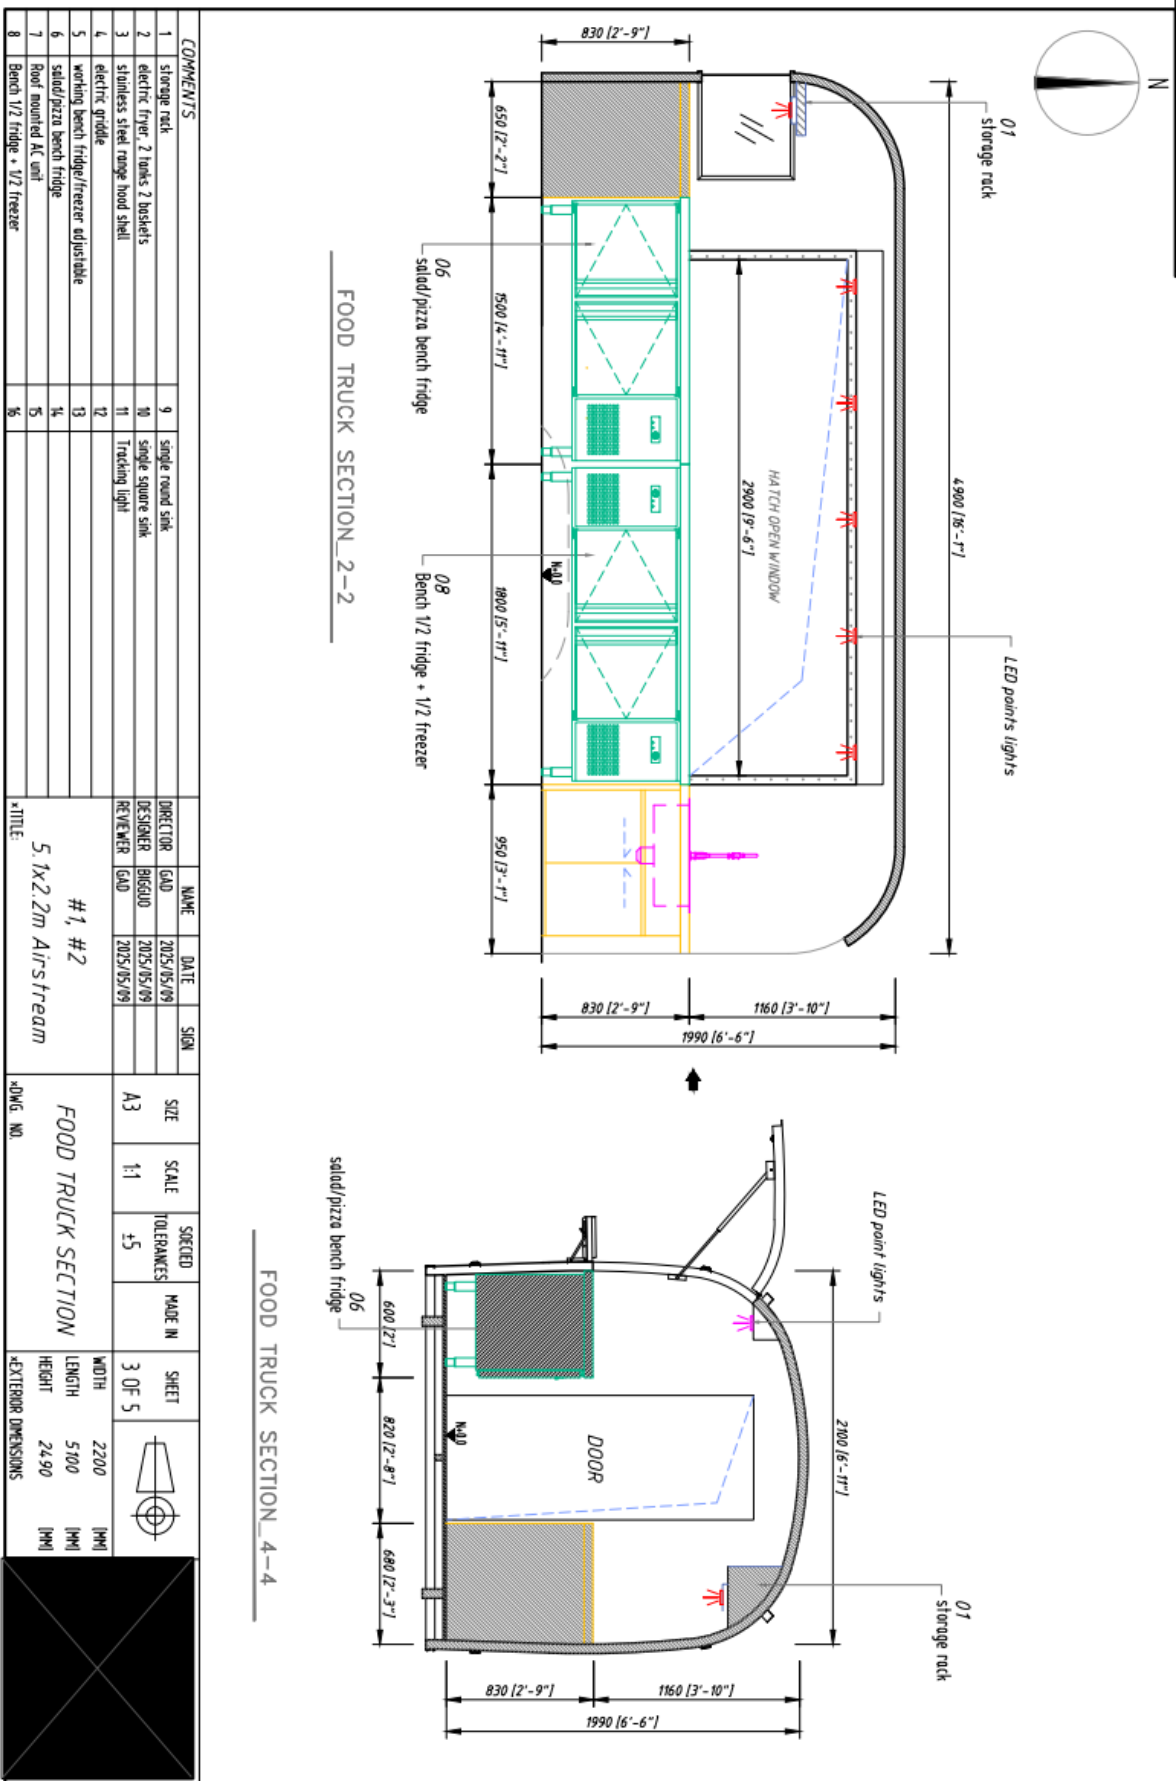 N
01
storage rack
830 [2'-9"]
650 [2'-2"]
1500 [4'-11"]
1800 [5'-11"]
950 [3'-1"]
4900 [16'-1"]
HATCH OPEN WINDOW
2900 [9'-6"]
LED points lights
N±0.0
06
salad/pizza bench fridge
08
Bench 1/2 fridge + 1/2 freezer
830 [2'-9"]
1160 [3'-10"]
1990 [6'-6"]
FOOD TRUCK SECTION_2-2
LED point lights
2100 [6'-11"]
01
storage rack
DOOR
N±0.0
06
salad/pizza bench fridge
600 [2']
820 [2'-8"]
680 [2'-3"]
830 [2'-9"]
1160 [3'-10"]
1990 [6'-6"]
FOOD TRUCK SECTION_4-4
COMMENTS
1 storage rack
2 electric fryer, 2 tanks 2 baskets
3 stainless steel range hood shell
4 electric griddle
5 working bench fridge/freezer adjustable
6 salad/pizza bench fridge
7 Roof mounted AC unit
8 Bench 1/2 fridge + 1/2 freezer
9 single round sink
10 single square sink
11 Tracking light
12
13
14
15
16
NAME DATE SIGN
DIRECTOR GAD 2025/05/09
DESIGNER BIGGUO 2025/05/09
REVIEWER GAD 2025/05/09
#1, #2
5.1x2.2m Airstream
*TITLE:
SIZE SCALE SOECIED TOLERANCES MADE IN SHEET
A3 1:1 ±5 3 OF 5
FOOD TRUCK SECTION
*DWG. NO.
WIDTH 2200 [MM]
LENGTH 5100 [MM]
HEIGHT 2490 [MM]
*EXTERIOR DIMENSIONS